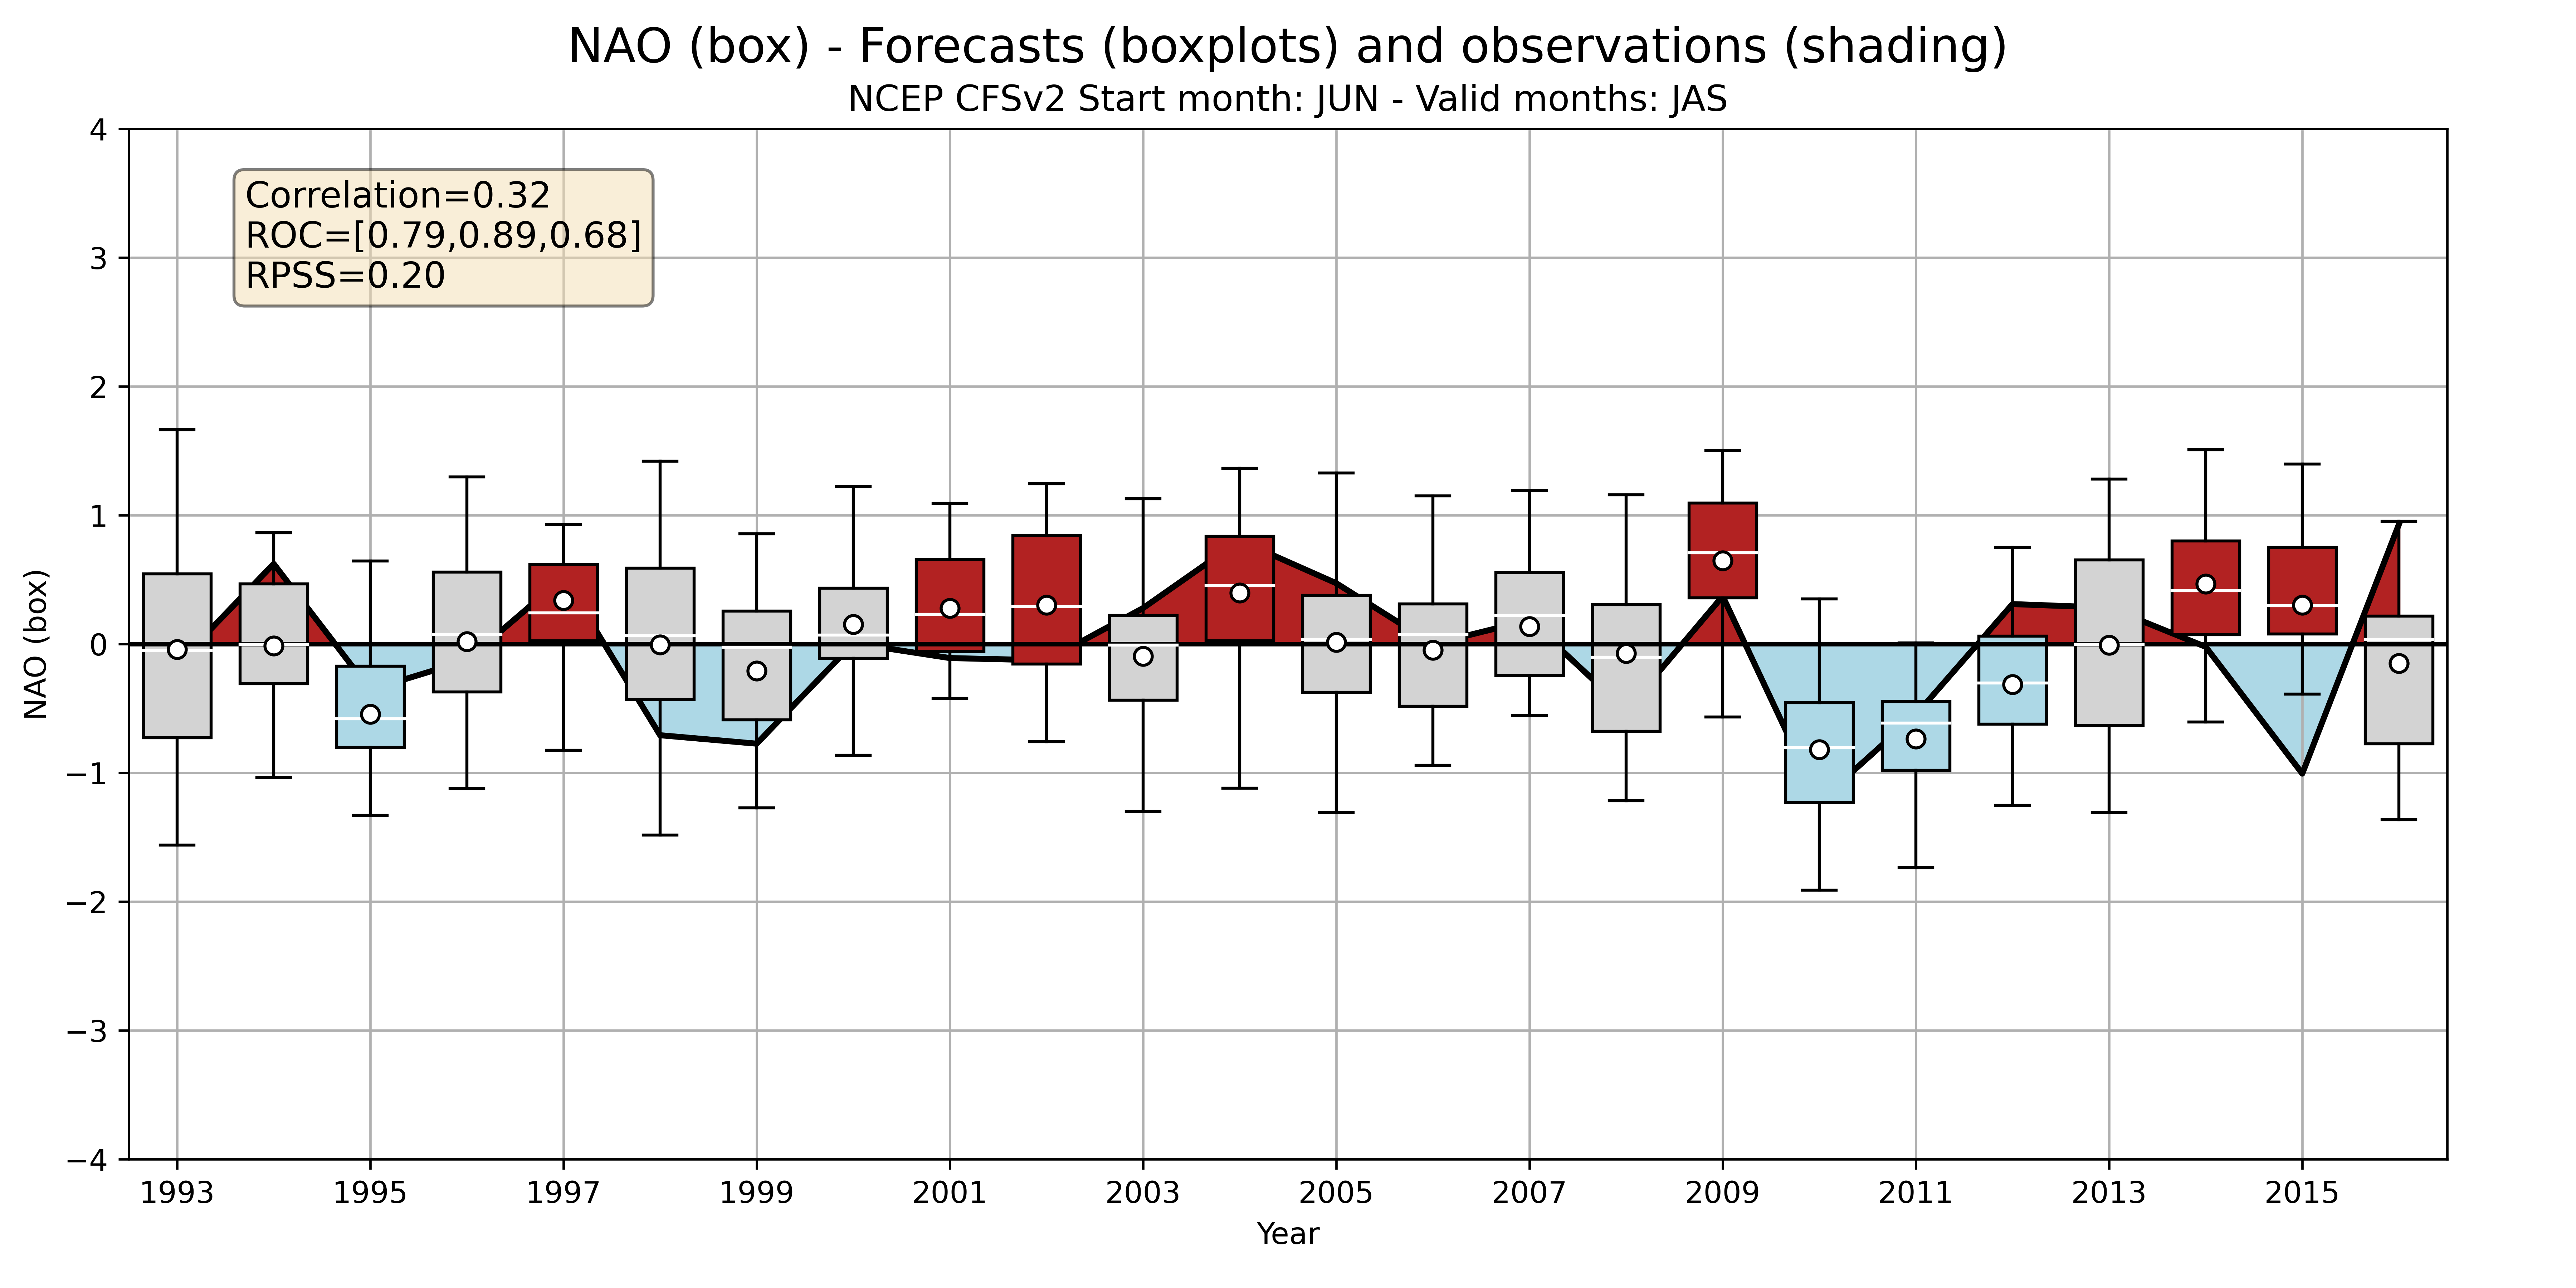 NAO (box) - Forecasts (boxplots) and observations (shading)
NCEP CFSv2 Start month: JUN - Valid months: JAS
Correlation=0.32
ROC=[0.79,0.89,0.68]
RPSS=0.20
NAO (box)
4
3
2
1
0
−1
−2
−3
−4
1993 1995 1997 1999 2001 2003 2005 2007 2009 2011 2013 2015
Year